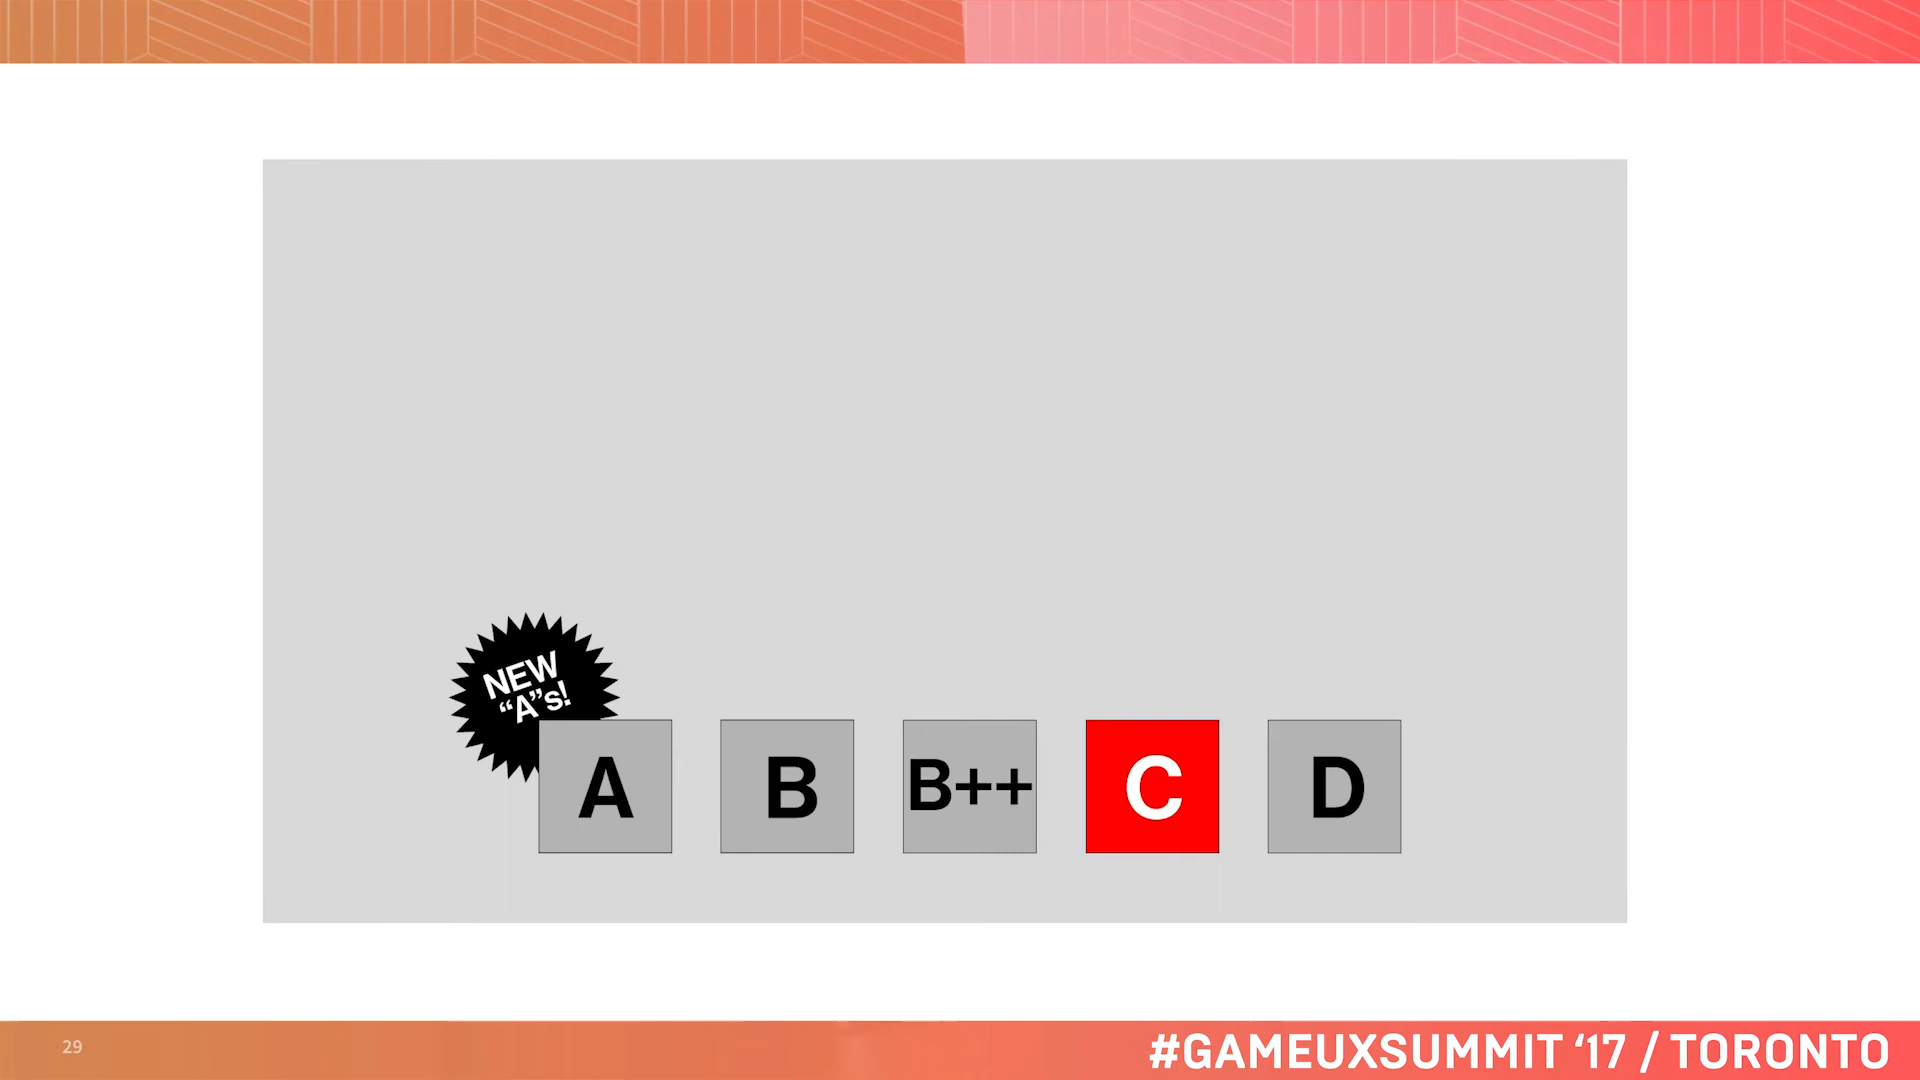 NEW
“A”s!
A B B++ C D
29
#GAMEUXSUMMIT ‘17 / TORONTO